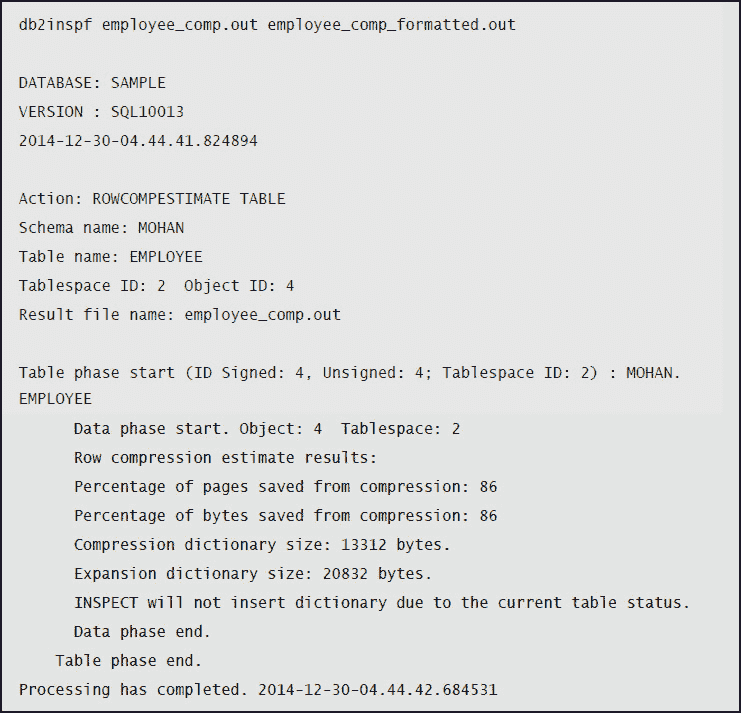 db2inspf employee_comp.out employee_comp_formatted.out
DATABASE: SAMPLE
VERSION : SQL10013
2014-12-30-04.44.41.824894
Action: ROWCOMPESTIMATE TABLE
Schema name: MOHAN
Table name: EMPLOYEE
Tablespace ID: 2  Object ID: 4
Result file name: employee_comp.out
Table phase start (ID Signed: 4, Unsigned: 4; Tablespace ID: 2) : MOHAN.
EMPLOYEE
Data phase start. Object: 4  Tablespace: 2
Row compression estimate results:
Percentage of pages saved from compression: 86
Percentage of bytes saved from compression: 86
Compression dictionary size: 13312 bytes.
Expansion dictionary size: 20832 bytes.
INSPECT will not insert dictionary due to the current table status.
Data phase end.
Table phase end.
Processing has completed. 2014-12-30-04.44.42.684531